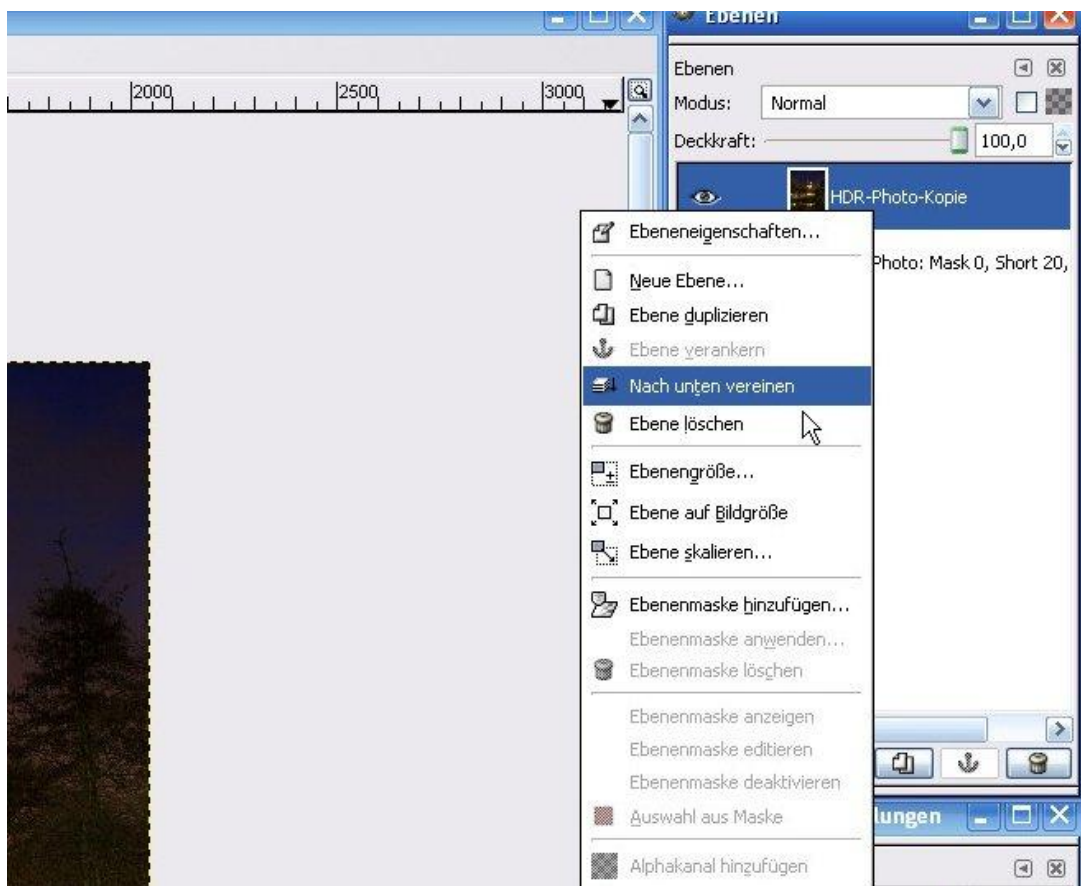 Ebenen
2000 2500 3000
Ebenen
Modus: Normal
Deckkraft: 100,0
HDR-Photo-Kopie
Photo: Mask 0, Short 20,
Ebeneneigenschaften...
Neue Ebene...
Ebene duplizieren
Ebene verankern
Nach unten vereinen
Ebene löschen
Ebenengröße...
Ebene auf Bildgröße
Ebene skalieren...
Ebenenmaske hinzufügen...
Ebenenmaske anwenden...
Ebenenmaske löschen
Ebenenmaske anzeigen
Ebenenmaske editieren
Ebenenmaske deaktivieren
Auswahl aus Maske
lungen
Alphakanal hinzufügen